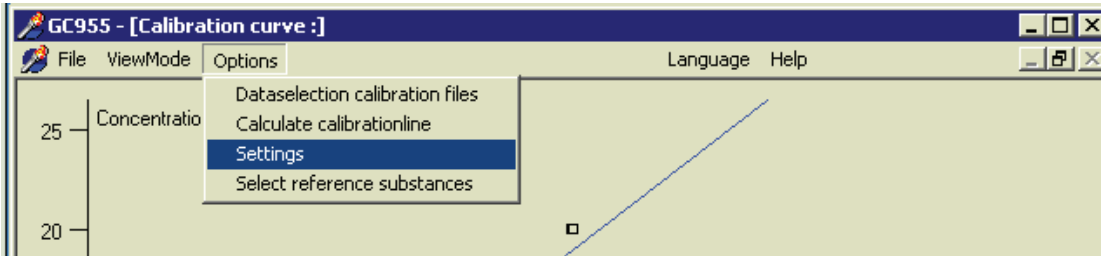 GC955 - [Calibration curve :]
File ViewMode Options Language Help
Dataselection calibration files
Concentratio
25
Calculate calibrationline
Settings
Select reference substances
20